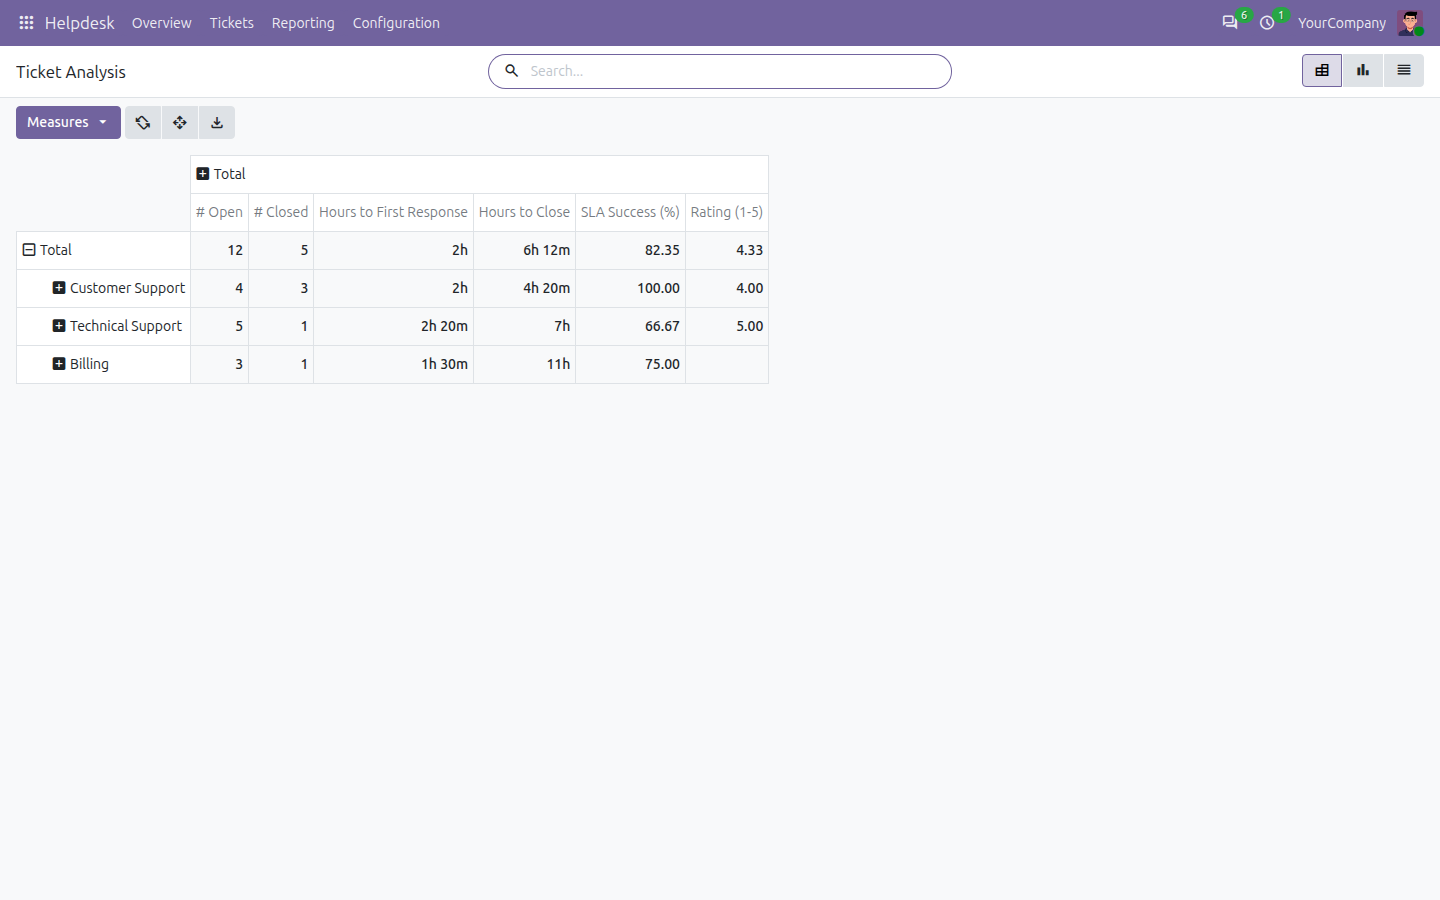 Helpdesk Overview Tickets Reporting Configuration 6 1 YourCompany
Ticket Analysis Search...
Measures
Total
# Open # Closed Hours to First Response Hours to Close SLA Success (%) Rating (1-5)
Total 12 5 2h 6h 12m 82.35 4.33
Customer Support 4 3 2h 4h 20m 100.00 4.00
Technical Support 5 1 2h 20m 7h 66.67 5.00
Billing 3 1 1h 30m 11h 75.00